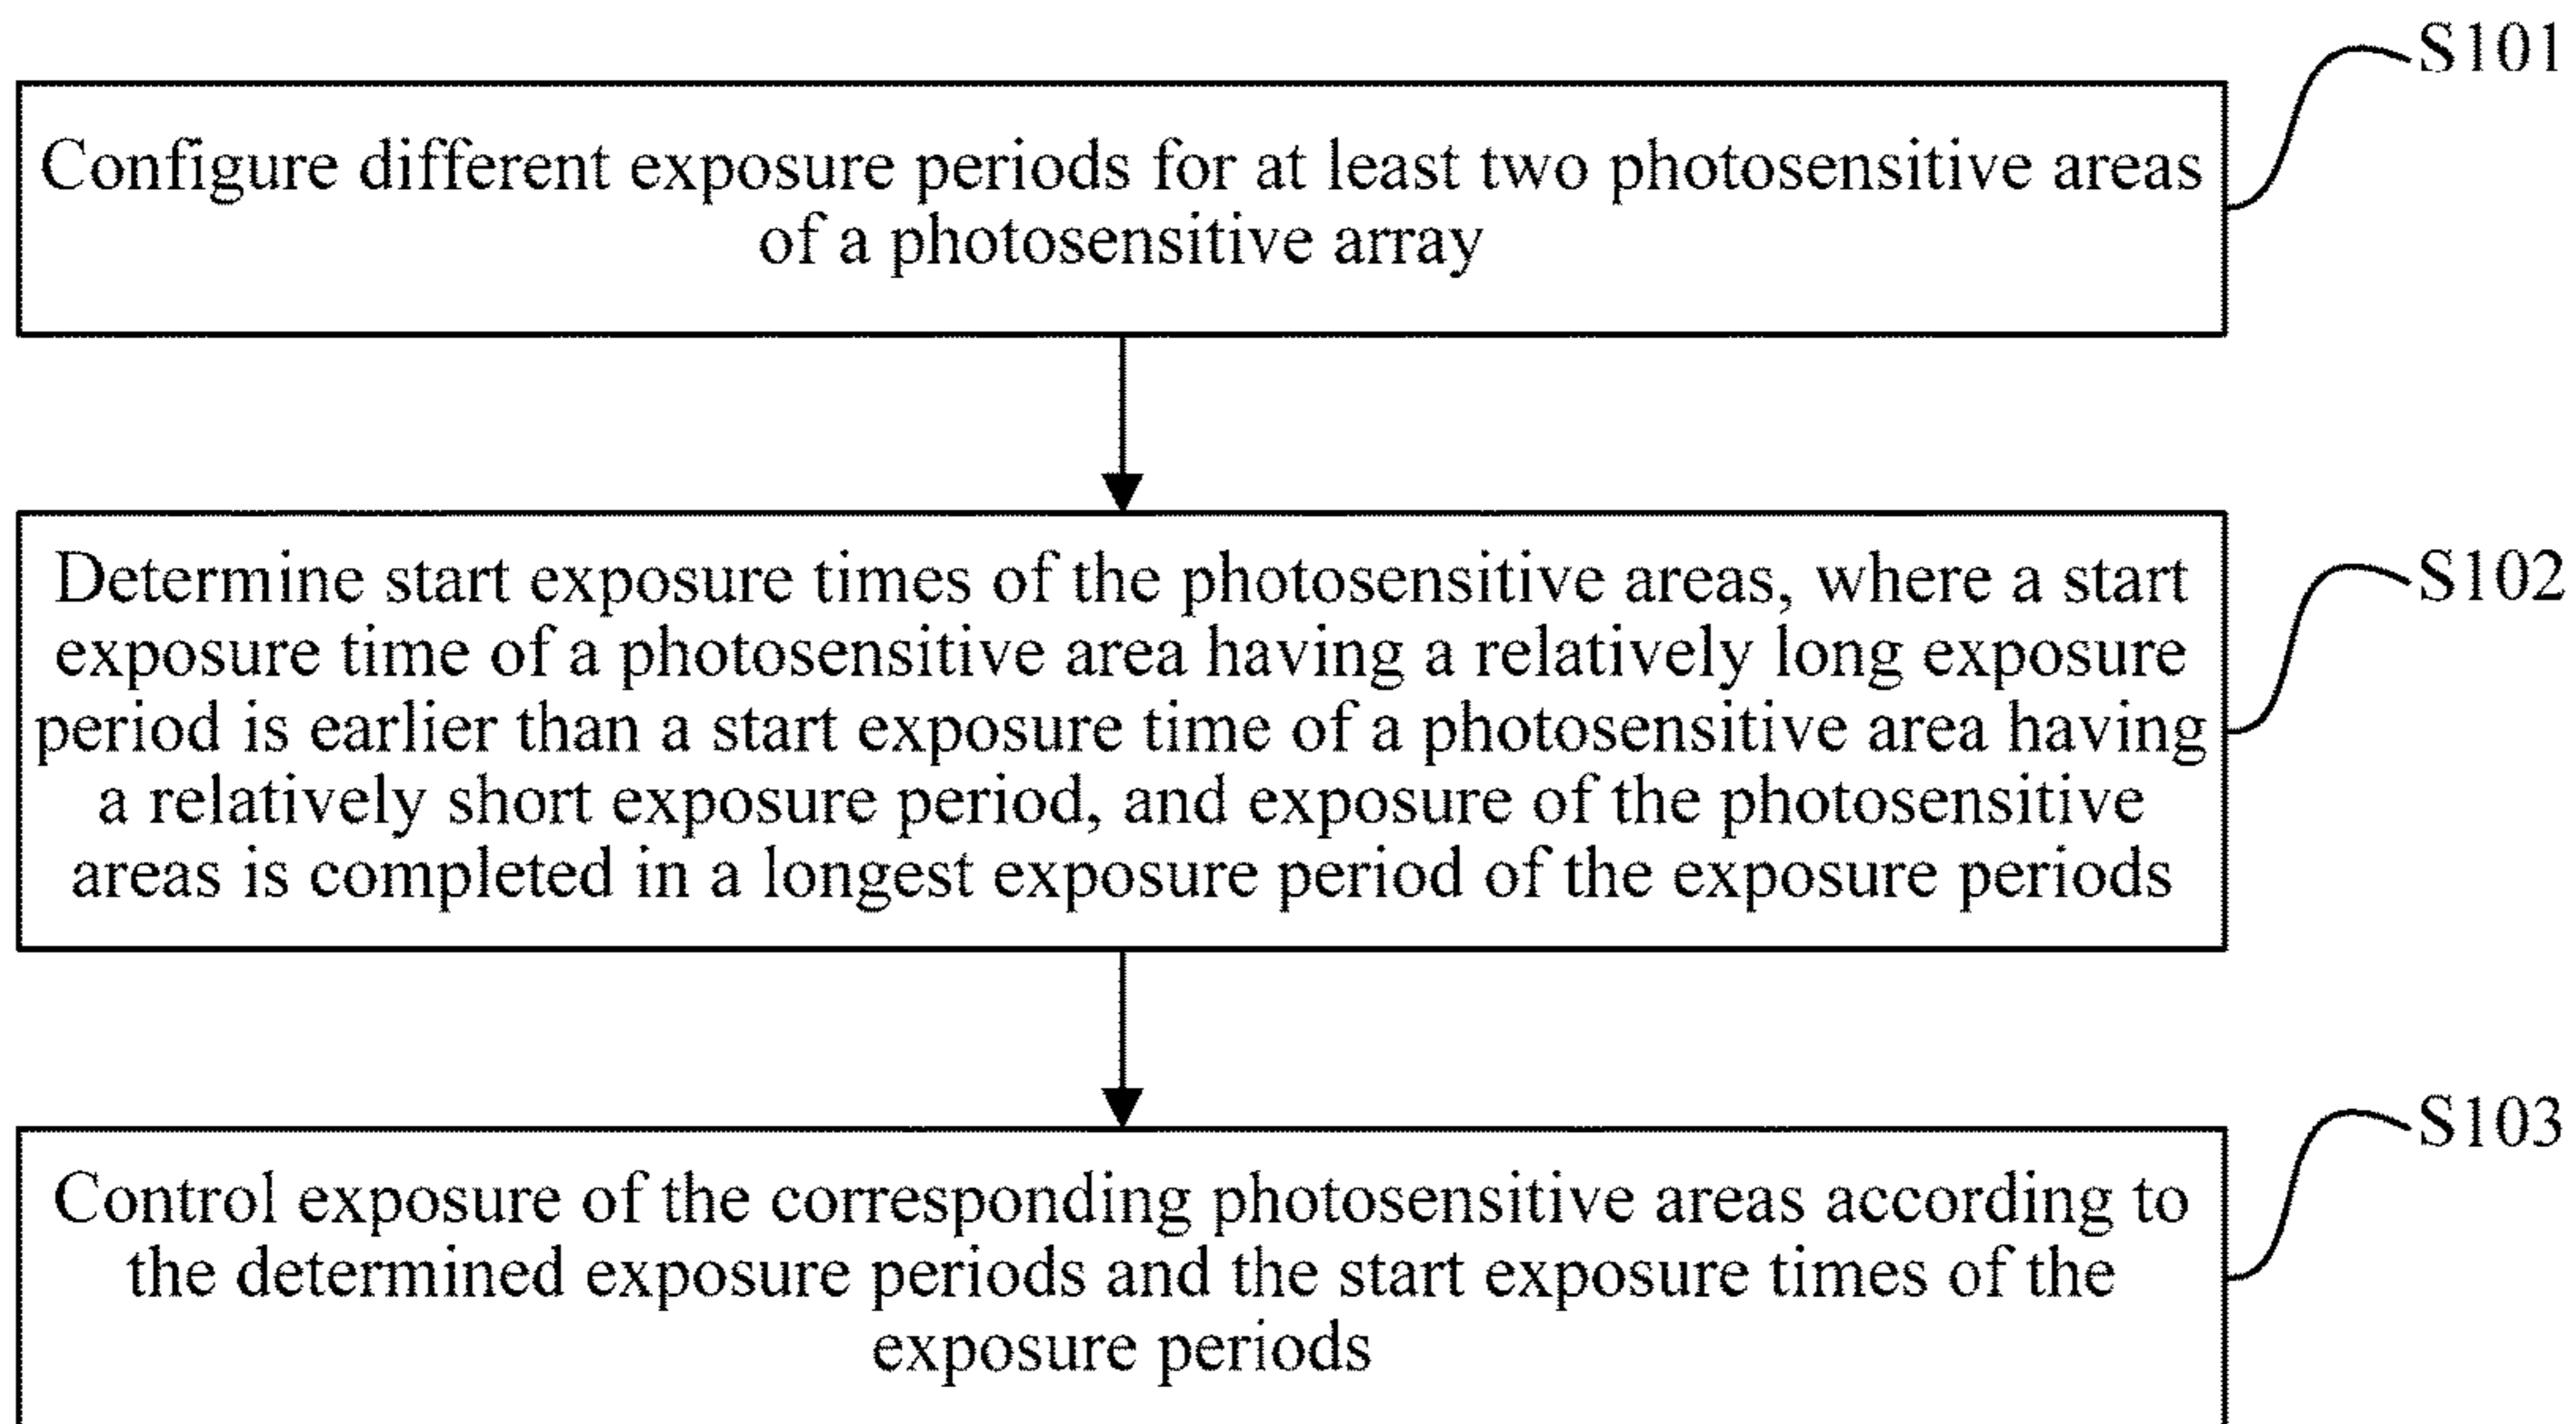 S101
Configure different exposure periods for at least two photosensitive areas
of a photosensitive array
Determine start exposure times of the photosensitive areas, where a start
exposure time of a photosensitive area having a relatively long exposure
period is earlier than a start exposure time of a photosensitive area having
a relatively short exposure period, and exposure of the photosensitive
areas is completed in a longest exposure period of the exposure periods
S102
Control exposure of the corresponding photosensitive areas according to
the determined exposure periods and the start exposure times of the
exposure periods
S103